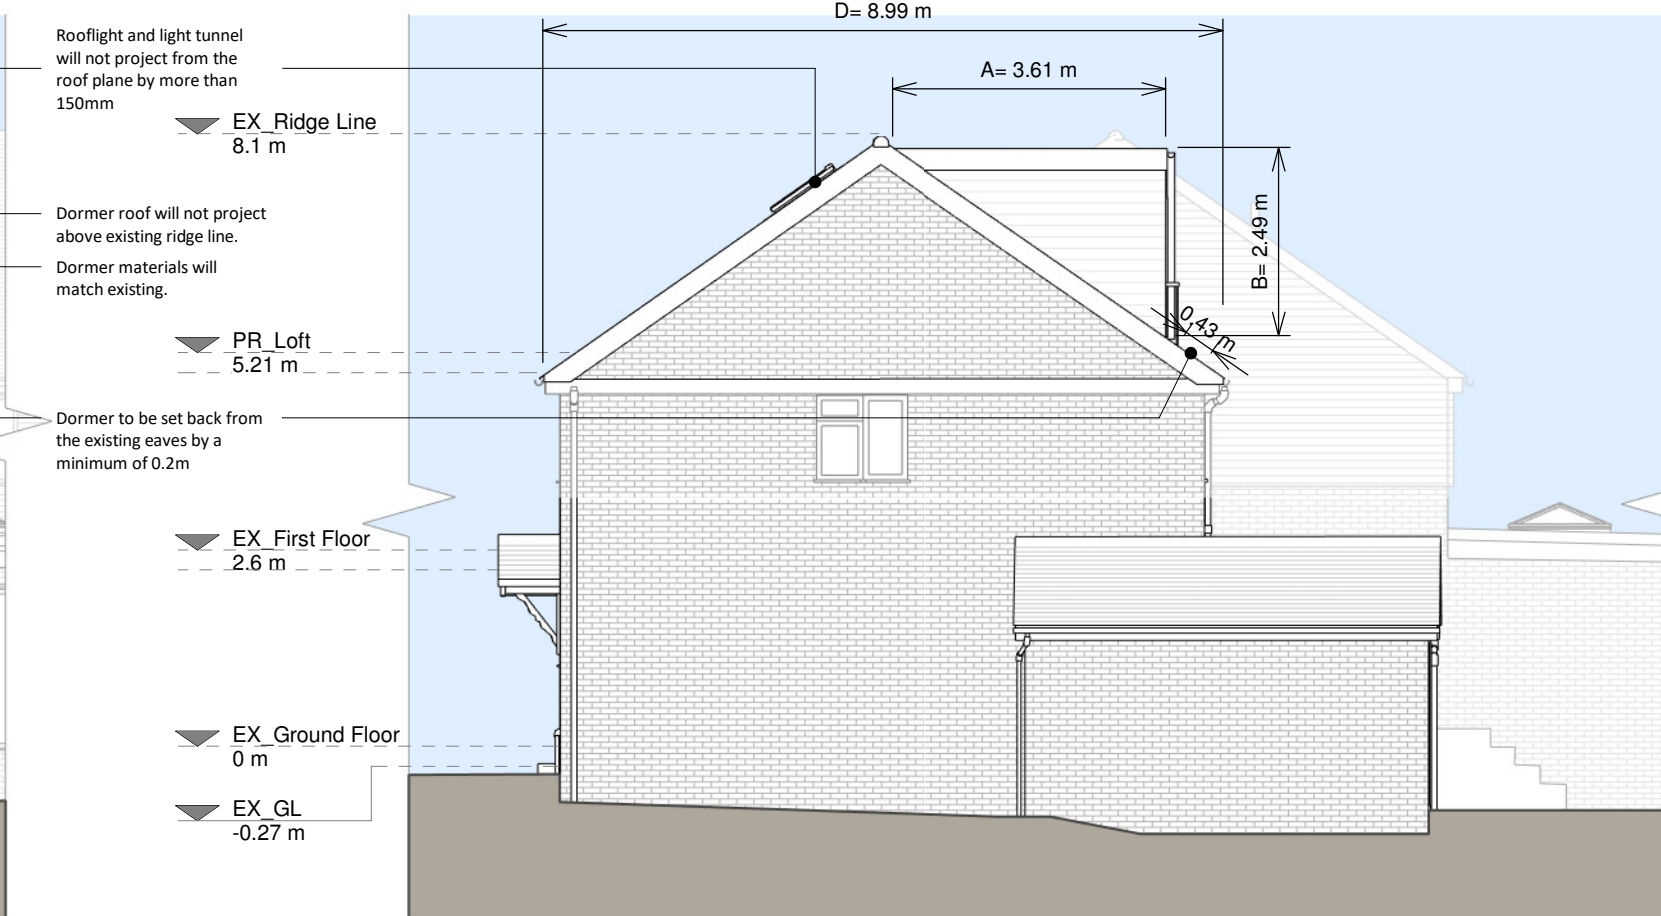 D= 8.99 m
Rooflight and light tunnel
will not project from the
roof plane by more than
150mm
A= 3.61 m
EX_Ridge Line
8.1 m
Dormer roof will not project
above existing ridge line.
Dormer materials will
match existing.
B= 2.49 m
0.43 m
PR_Loft
5.21 m
Dormer to be set back from
the existing eaves by a
minimum of 0.2m
EX_First Floor
2.6 m
EX_Ground Floor
0 m
EX_GL
-0.27 m